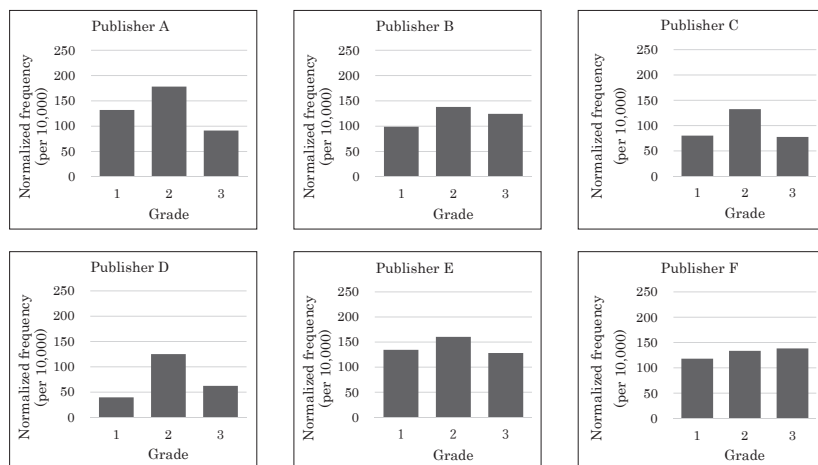 Publisher A
Normalized frequency
(per 10,000)
250
200
150
100
50
0
1 2 3
Grade
Publisher B
Normalized frequency
(per 10,000)
250
200
150
100
50
0
1 2 3
Grade
Publisher C
Normalized frequency
(per 10,000)
250
200
150
100
50
0
1 2 3
Grade
Publisher D
Normalized frequency
(per 10,000)
250
200
150
100
50
0
1 2 3
Grade
Publisher E
Normalized frequency
(per 10,000)
250
200
150
100
50
0
1 2 3
Grade
Publisher F
Normalized frequency
(per 10,000)
250
200
150
100
50
0
1 2 3
Grade